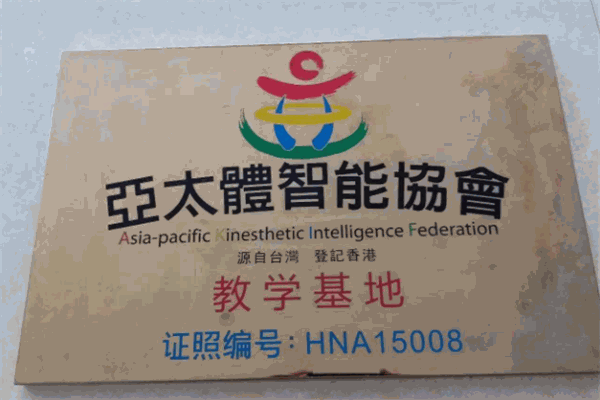 亞太體智能協會
Asia-pacific Kinesthetic Intelligence Federation
源自台灣 登記香港
教学基地
证照编号:HNA15008